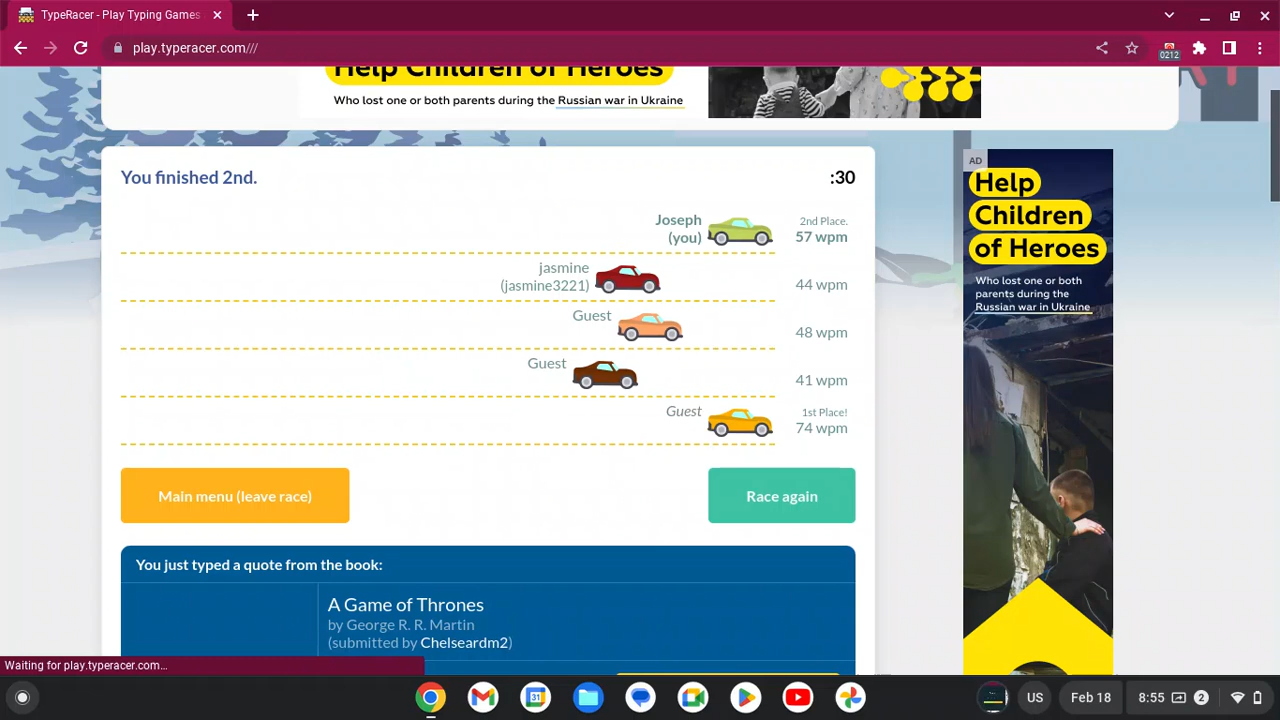 TypeRacer - Play Typing Games
play.typeracer.com///
0212
Help Children of Heroes
Who lost one or both parents during the Russian war in Ukraine
You finished 2nd.
:30
Joseph
(you)
2nd Place.
57 wpm
jasmine
(jasmine3221)
44 wpm
Guest
48 wpm
Guest
41 wpm
Guest
1st Place!
74 wpm
Main menu (leave race)
Race again
You just typed a quote from the book:
A Game of Thrones
by George R. R. Martin
(submitted by Chelseardm2)
AD
Help
Children
of Heroes
Who lost one or both
parents during the
Russian war in Ukraine
Waiting for play.typeracer.com...
31
US
Feb 18
8:55
2